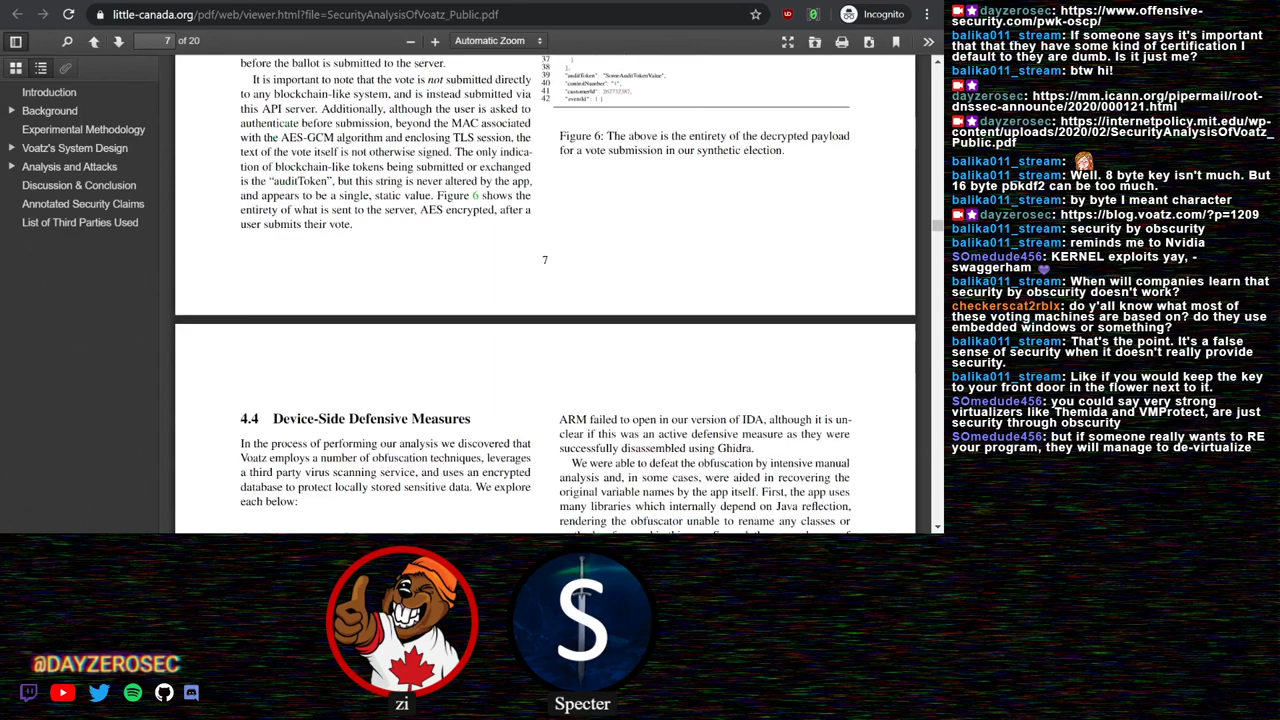 little-canada.org/pdf/web/viewer.html?file=SecurityAnalysisOfVoatz_Public.pdf
Incognito
7 of 20
Automatic Zoom
Introduction
Background
Experimental Methodology
Voatz's System Design
Analysis and Attacks
Discussion & Conclusion
Annotated Security Claims
List of Third Parties Used
before the ballot is submitted to the server.
It is important to note that the vote is not submitted directly
to any blockchain-like system, and is instead submitted via
this API server. Additionally, although the user is asked to
authenticate before submission, beyond the MAC associated
with the AES-GCM algorithm and enclosing TLS session, the
text of the vote itself is not otherwise signed. The only indica-
tion of blockchain-like tokens being submitted or exchanged
is the "auditToken", but this string is never altered by the app,
and appears to be a single, static value. Figure 6 shows the
entirety of what is sent to the server, AES encrypted, after a
user submits their vote.
37 ]
38 ],
39 "auditToken": "SomeAuditTokenValue",
40 "controlNumber": "1",
41 "customerId":
42 "eventId": 1 }
Figure 6: The above is the entirety of the decrypted payload
for a vote submission in our synthetic election.
7
4.4 Device-Side Defensive Measures
In the process of performing our analysis we discovered that
Voatz employs a number of obfuscation techniques, leverages
a third party virus scanning service, and uses an encrypted
database to protect locally stored sensitive data. We explore
each below:
ARM failed to open in our version of IDA, although it is un-
clear if this was an active defensive measure as they were
successfully disassembled using Ghidra.
We were able to defeat the obfuscation by intensive manual
analysis and, in some cases, were aided in recovering the
original variable names by the app itself. First, the app uses
many libraries which internally depend on Java reflection,
rendering the obfuscator unable to rename any classes or
dayzerosec: https://www.offensive-
security.com/pwk-oscp/
balika011_stream: If someone says it's important
that that they have some kind of certification I
default to they are dumb. Is it just me?
balika011_stream: btw hi!
dayzerosec: https://mm.icann.org/pipermail/root-
dnssec-announce/2020/000121.html
dayzerosec: https://internetpolicy.mit.edu/wp-
content/uploads/2020/02/SecurityAnalysisOfVoatz_
Public.pdf
balika011_stream:
balika011_stream: Well. 8 byte key isn't much. But
16 byte pbkdf2 can be too much.
balika011_stream: by byte I meant character
dayzerosec: https://blog.voatz.com/?p=1209
balika011_stream: security by obscurity
balika011_stream: reminds me to Nvidia
SOmedude456: KERNEL exploits yay, -
swaggerham
balika011_stream: When will companies learn that
security by obscurity doesn't work?
checkerscat2rblx: do y'all know what most of
these voting machines are based on? do they use
embedded windows or something?
balika011_stream: That's the point. It's a false
sense of security when it doesn't really provide
security.
balika011_stream: Like if you would keep the key
to your front door in the flower next to it.
SOmedude456: you could say very strong
virtualizers like Themida and VMProtect, are just
security through obscurity
SOmedude456: but if someone really wants to RE
your program, they will manage to de-virtualize
@DAYZEROSEC
zi
S
Specter